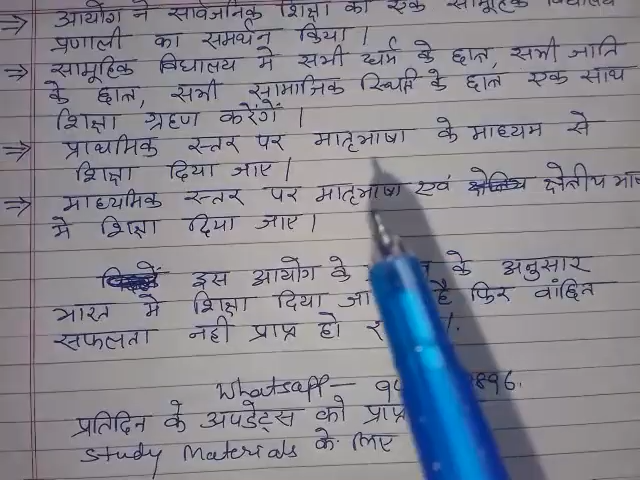 ⇒ आयोग ने सार्वजनिक शिक्षा का एक सामूहिक विद्यालय
प्रणाली का समर्थन किया।
⇒ सामूहिक विद्यालय मे सभी धर्म के छात्र, सभी जाति
के छात्र, सभी सामाजिक स्थिति के छात्र एक साथ
शिक्षा ग्रहण करेंगें।
⇒ प्राथमिक स्तर पर मातृभाषा के माध्यम से
शिक्षा दिया जाए।
⇒ माध्यमिक स्तर पर मातृभाषा एवं क्षेत्रीय
मे शिक्षा दिया जाए।
इस आयोग के के अनुसार
भारत मे शिक्षा दिया जा है फिर वांछित
सफलता नही प्राप्त हो
Whatsapp – 9896.
प्रतिदिन के अपडेट्स को
Study Materials के लिए